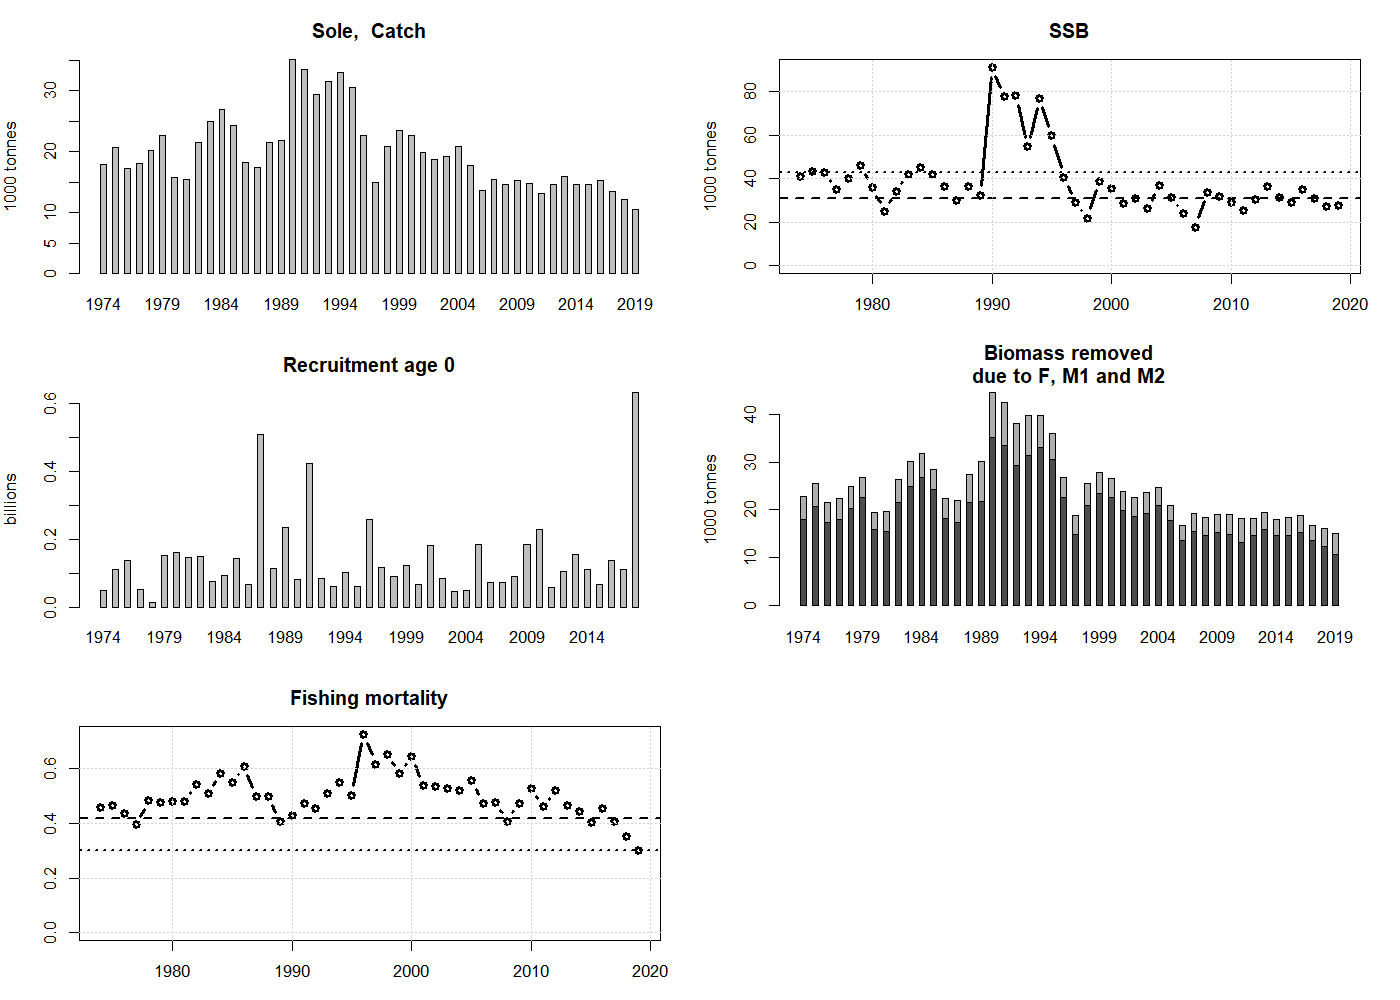 Sole,  Catch
1000 tonnes
0 5 10 20 30
1974 1979 1984 1989 1994 1999 2004 2009 2014 2019
SSB
1000 tonnes
0 20 40 60 80
1980 1990 2000 2010 2020
Recruitment age 0
billions
0.0 0.2 0.4 0.6
1974 1979 1984 1989 1994 1999 2004 2009 2014
Biomass removed
due to F, M1 and M2
1000 tonnes
0 10 20 30 40
1974 1979 1984 1989 1994 1999 2004 2009 2014 2019
Fishing mortality
0.0 0.2 0.4 0.6
1980 1990 2000 2010 2020